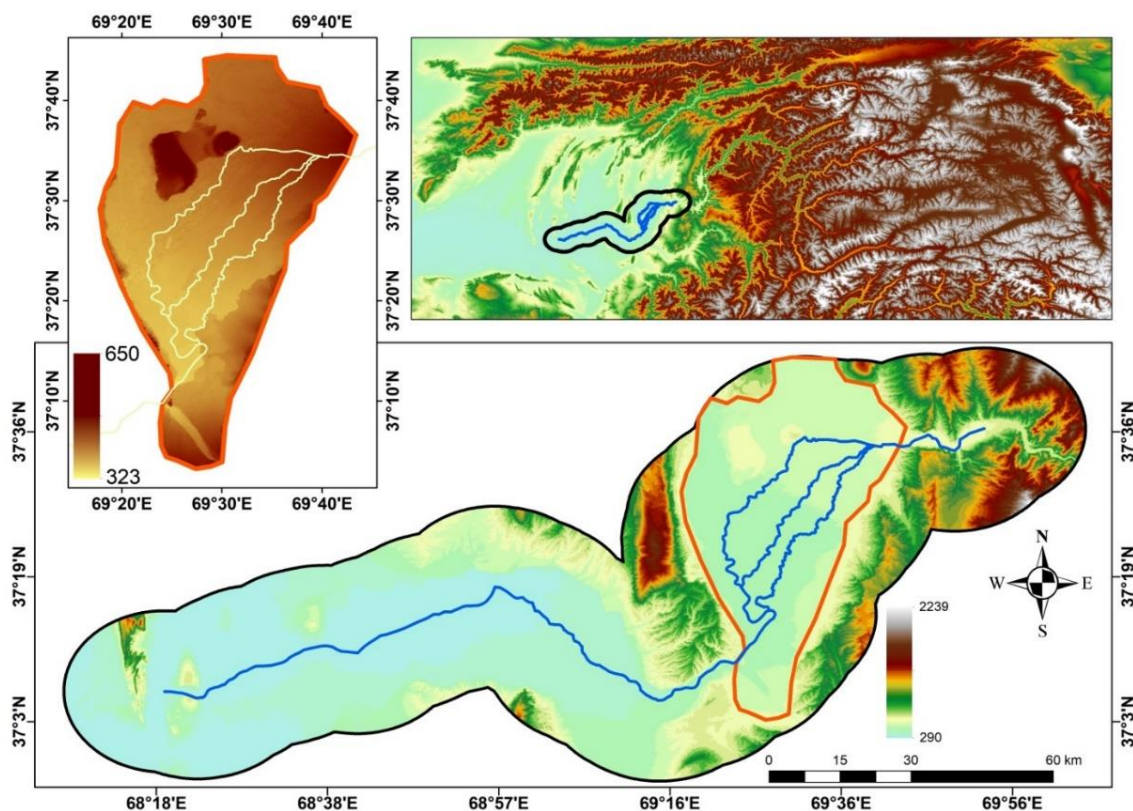 69°20'E 69°30'E 69°40'E
37°40'N 37°40'N
37°30'N 37°30'N
37°20'N 37°20'N
37°10'N 37°10'N
650
323
69°20'E 69°30'E 69°40'E
37°36'N 37°36'N
37°19'N 37°19'N
37°3'N 37°3'N
N
W E
S
2239
290
0 15 30 60 km
68°18'E 68°38'E 68°57'E 69°16'E 69°36'E 69°56'E